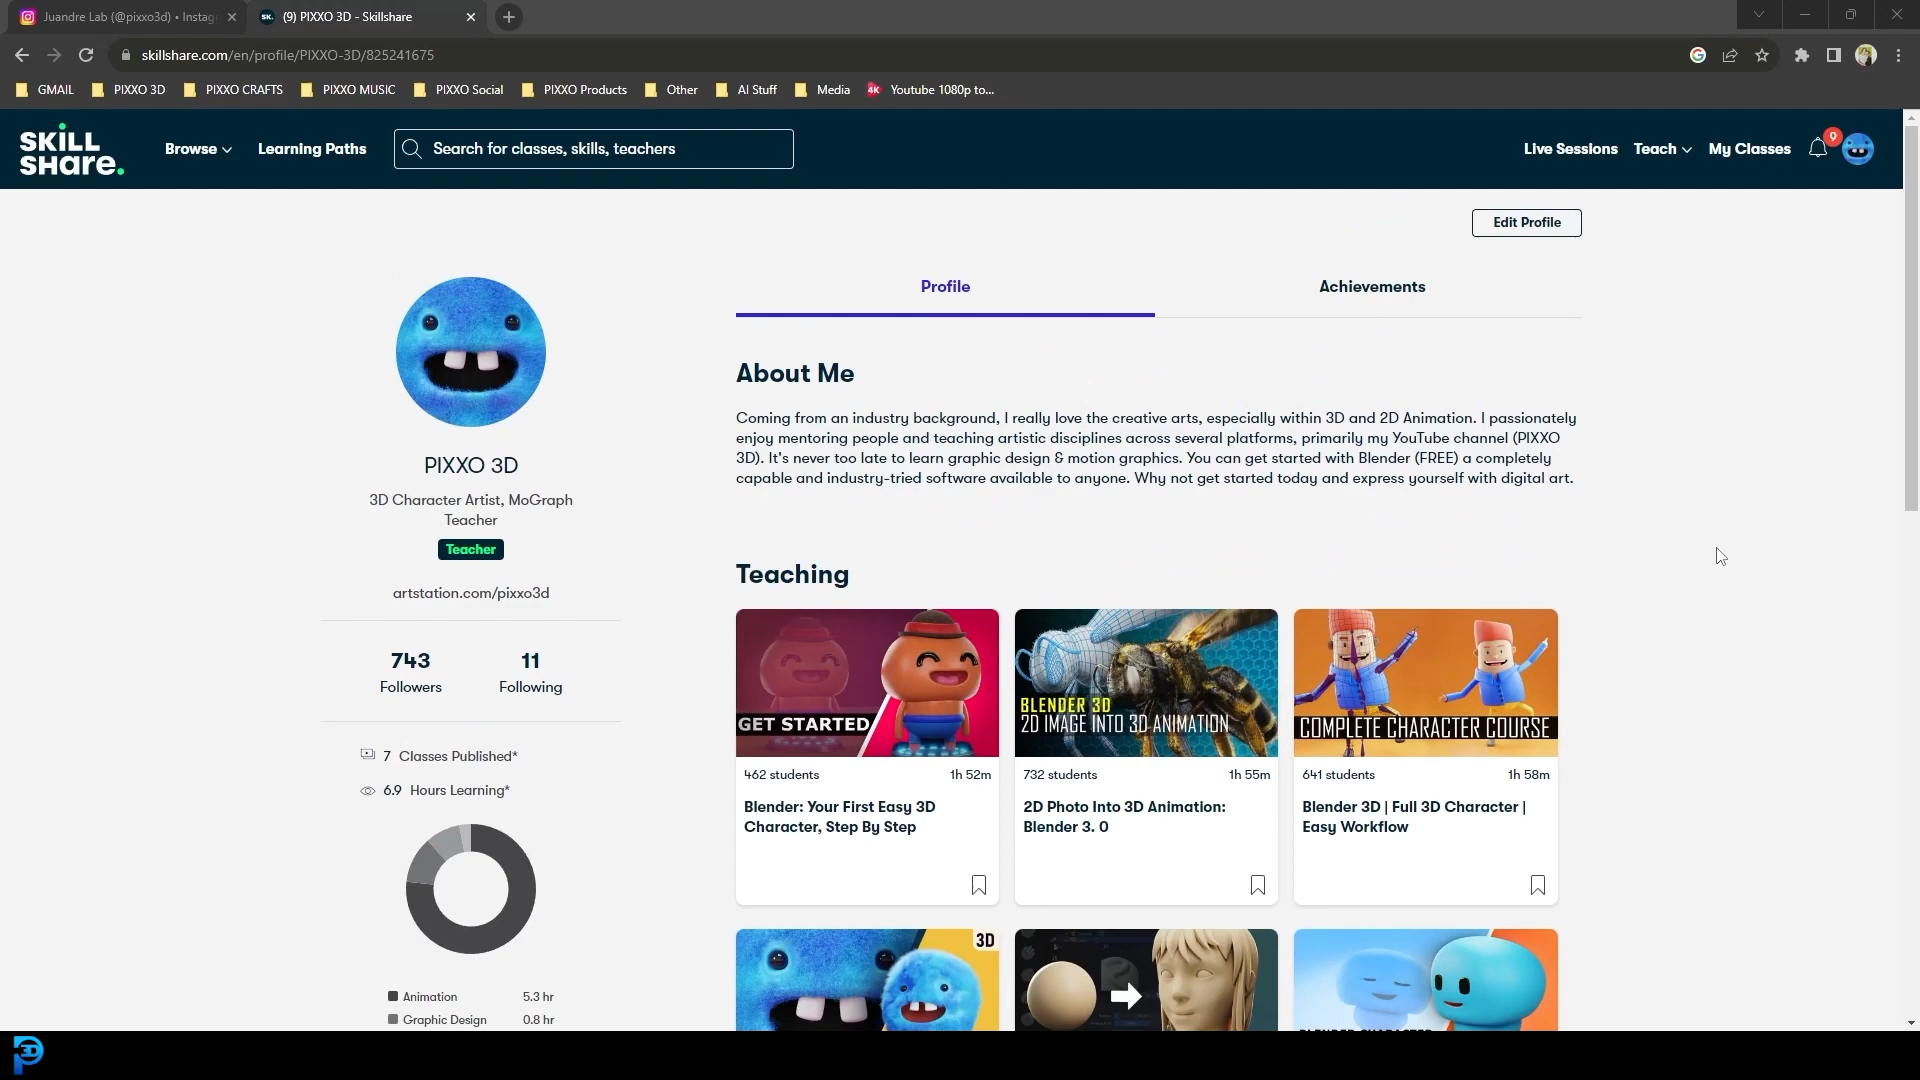 Juandre Lab (@pixxo3d) • Instag
SK. (9) PIXXO 3D - Skillshare
skillshare.com/en/profile/PIXXO-3D/825241675
GMAIL PIXXO 3D PIXXO CRAFTS PIXXO MUSIC PIXXO Social PIXXO Products Other AI Stuff Media 4K Youtube 1080p to...
SKILL
SHARE.
Browse Learning Paths Search for classes, skills, teachers Live Sessions Teach My Classes 9
Edit Profile
Profile Achievements
PIXXO 3D
3D Character Artist, MoGraph
Teacher
Teacher
artstation.com/pixxo3d
743 11
Followers Following
7 Classes Published*
6.9 Hours Learning*
Animation 5.3 hr
Graphic Design 0.8 hr
About Me
Coming from an industry background, I really love the creative arts, especially within 3D and 2D Animation. I passionately
enjoy mentoring people and teaching artistic disciplines across several platforms, primarily my YouTube channel (PIXXO
3D). It's never too late to learn graphic design & motion graphics. You can get started with Blender (FREE) a completely
capable and industry-tried software available to anyone. Why not get started today and express yourself with digital art.
Teaching
GET STARTED
462 students 1h 52m
Blender: Your First Easy 3D
Character, Step By Step
BLENDER 3D
2D IMAGE INTO 3D ANIMATION
732 students 1h 55m
2D Photo Into 3D Animation:
Blender 3. 0
COMPLETE CHARACTER COURSE
641 students 1h 58m
Blender 3D | Full 3D Character |
Easy Workflow
3D
BLENDER CHARACTER
3D